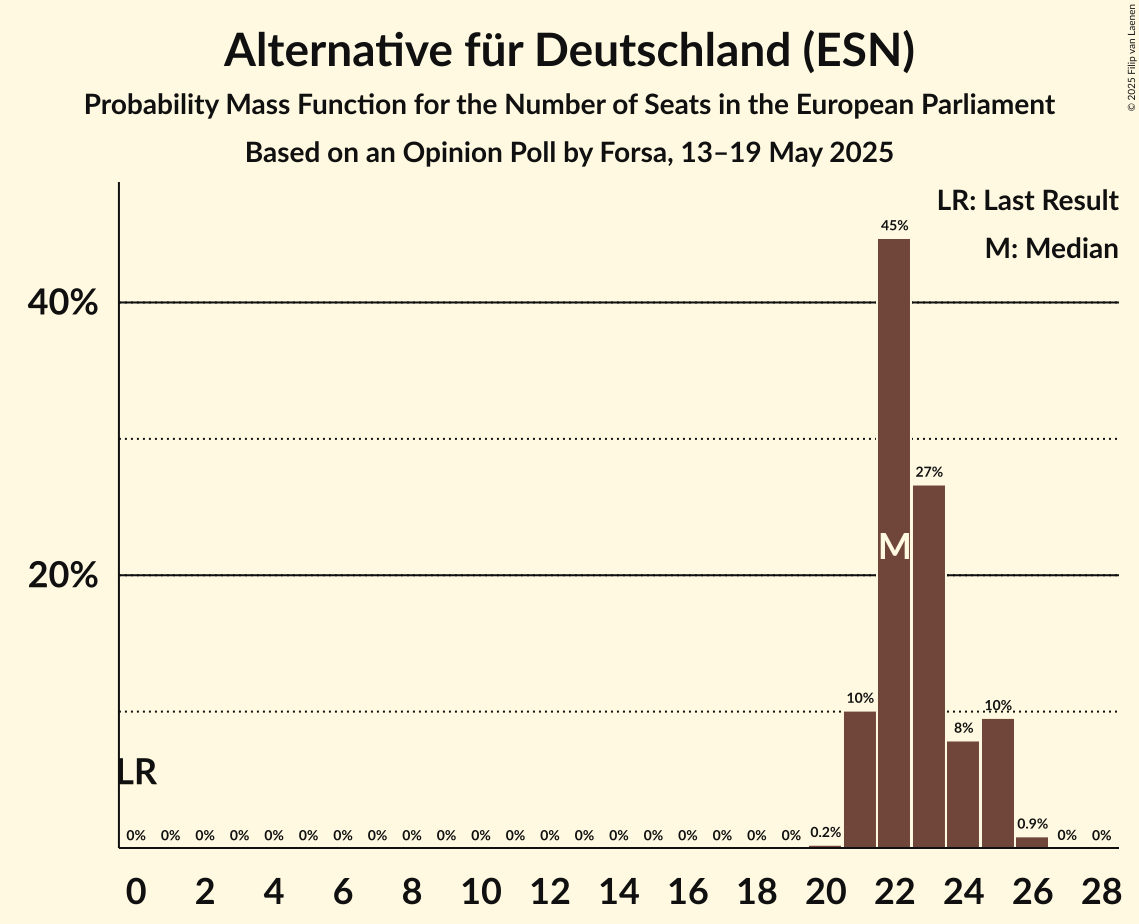 Alternative für Deutschland (ESN)
Probability Mass Function for the Number of Seats in the European Parliament
Based on an Opinion Poll by Forsa, 13–19 May 2025
© 2025 Filip van Laenen
LR: Last Result
M: Median
45%
40%
27%
M
20%
10%
10%
8%
LR
0% 0% 0% 0% 0% 0% 0% 0% 0% 0% 0% 0% 0% 0% 0% 0% 0% 0% 0% 0% 0.2% 0.9% 0% 0%
0 2 4 6 8 10 12 14 16 18 20 22 24 26 28